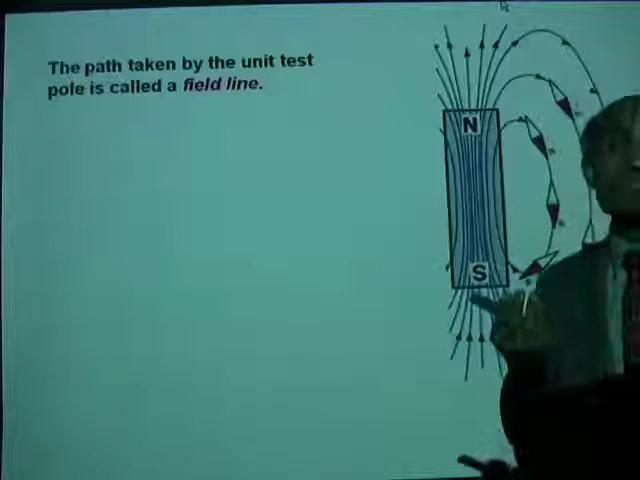 The path taken by the unit test
pole is called a field line.
N
S